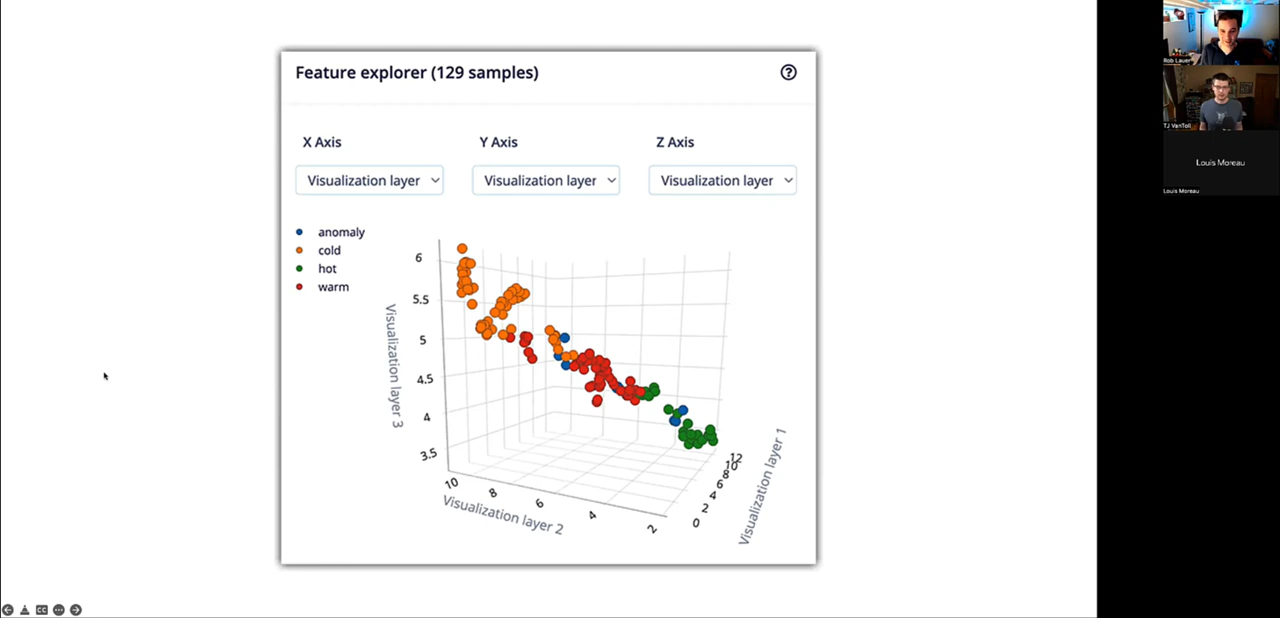 Feature explorer (129 samples)
X Axis
Y Axis
Z Axis
Visualization layer
Visualization layer
Visualization layer
anomaly
cold
hot
warm
6
5.5
5
4.5
4
3.5
Visualization layer 3
10
8
6
4
2
Visualization layer 2
12
10
8
6
4
2
0
Visualization layer 1
Rob Lauer
TJ VanToll
Louis Moreau
Louis Moreau
CC